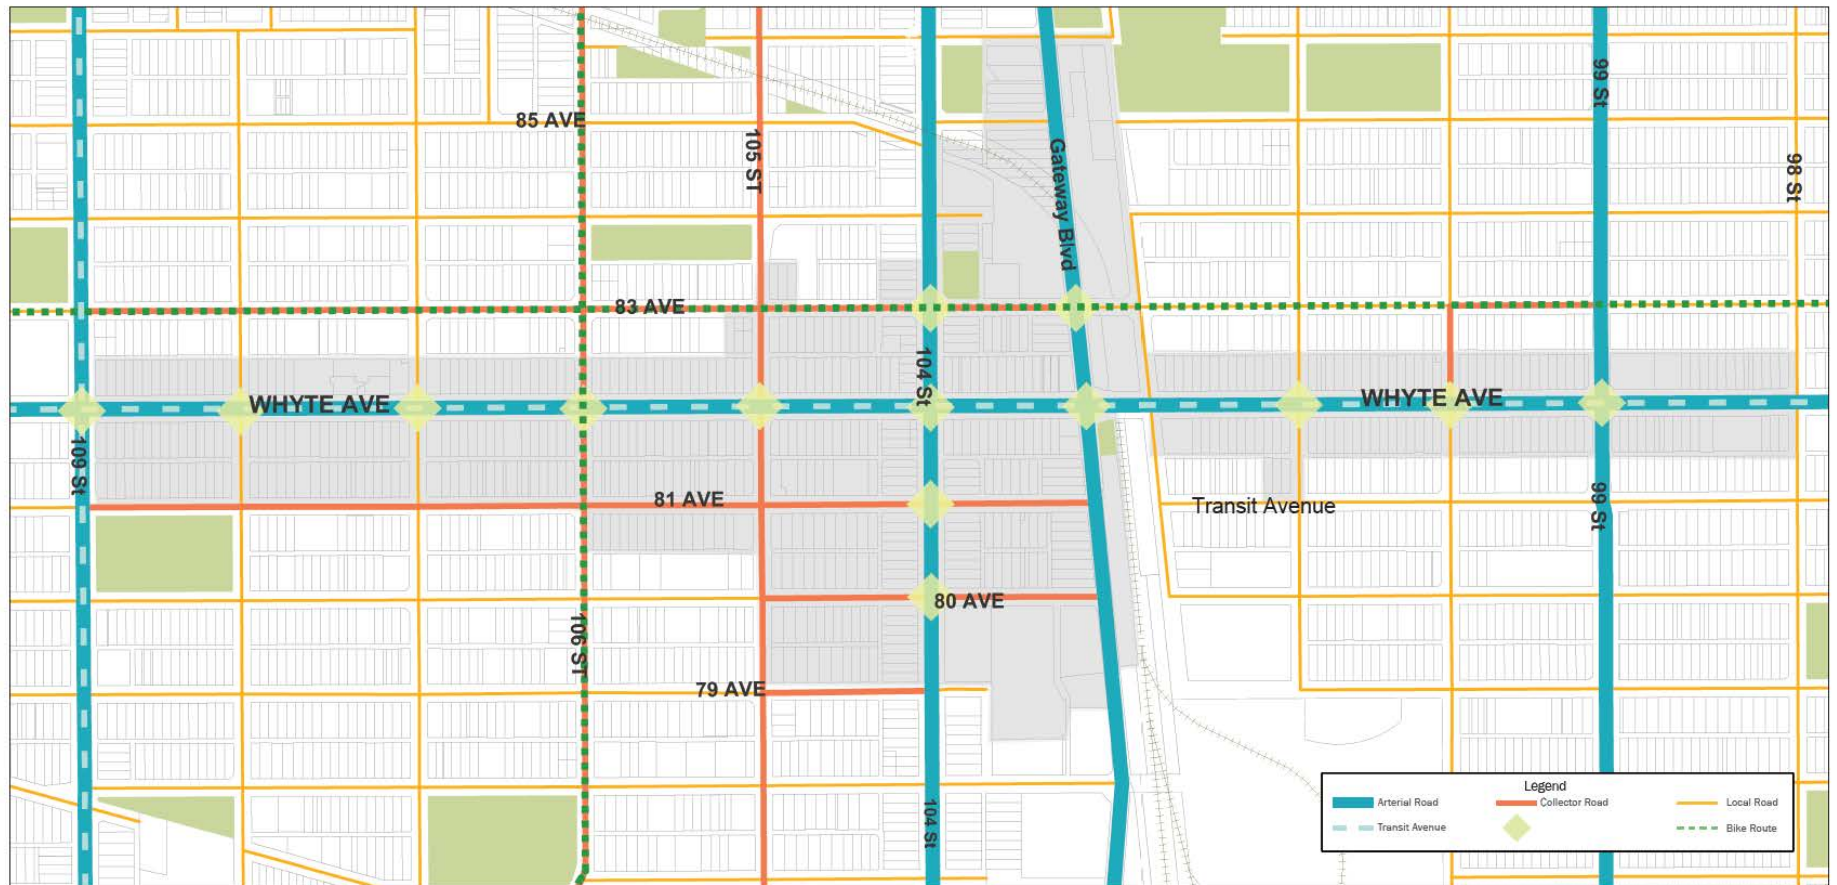 99 St
85 AVE
105 ST
Gateway Blvd
98 St
83 AVE
104 St
WHYTE AVE
WHYTE AVE
109 St
81 AVE
Transit Avenue
99 St
80 AVE
106 ST
79 AVE
104 St
Legend
Arterial Road
Collector Road
Local Road
Transit Avenue
Bike Route